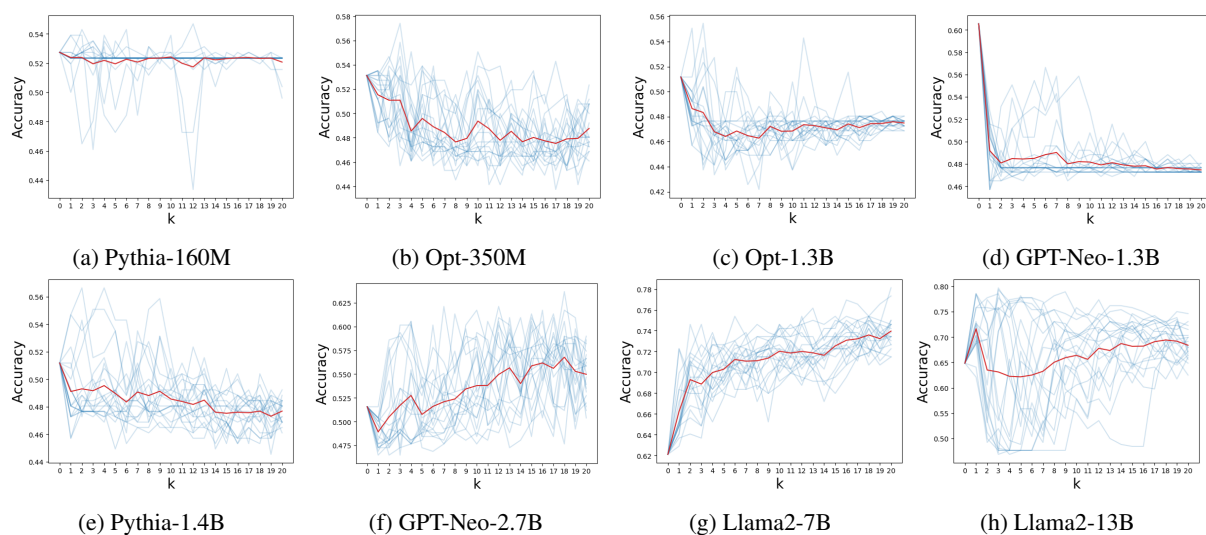 0.54
0.52
0.50
0.48
0.46
0.44
Accuracy
0 1 2 3 4 5 6 7 8 9 10 11 12 13 14 15 16 17 18 19 20
k
(a) Pythia-160M
0.58
0.56
0.54
0.52
0.50
0.48
0.46
0.44
Accuracy
0 1 2 3 4 5 6 7 8 9 10 11 12 13 14 15 16 17 18 19 20
k
(b) Opt-350M
0.56
0.54
0.52
0.50
0.48
0.46
0.44
0.42
Accuracy
0 1 2 3 4 5 6 7 8 9 10 11 12 13 14 15 16 17 18 19 20
k
(c) Opt-1.3B
0.60
0.58
0.56
0.54
0.52
0.50
0.48
0.46
Accuracy
0 1 2 3 4 5 6 7 8 9 10 11 12 13 14 15 16 17 18 19 20
k
(d) GPT-Neo-1.3B
0.56
0.54
0.52
0.50
0.48
0.46
0.44
Accuracy
0 1 2 3 4 5 6 7 8 9 10 11 12 13 14 15 16 17 18 19 20
k
(e) Pythia-1.4B
0.625
0.600
0.575
0.550
0.525
0.500
0.475
Accuracy
0 1 2 3 4 5 6 7 8 9 10 11 12 13 14 15 16 17 18 19 20
k
(f) GPT-Neo-2.7B
0.78
0.76
0.74
0.72
0.70
0.68
0.66
0.64
0.62
Accuracy
0 1 2 3 4 5 6 7 8 9 10 11 12 13 14 15 16 17 18 19 20
k
(g) Llama2-7B
0.80
0.75
0.70
0.65
0.60
0.55
0.50
Accuracy
0 1 2 3 4 5 6 7 8 9 10 11 12 13 14 15 16 17 18 19 20
k
(h) Llama2-13B